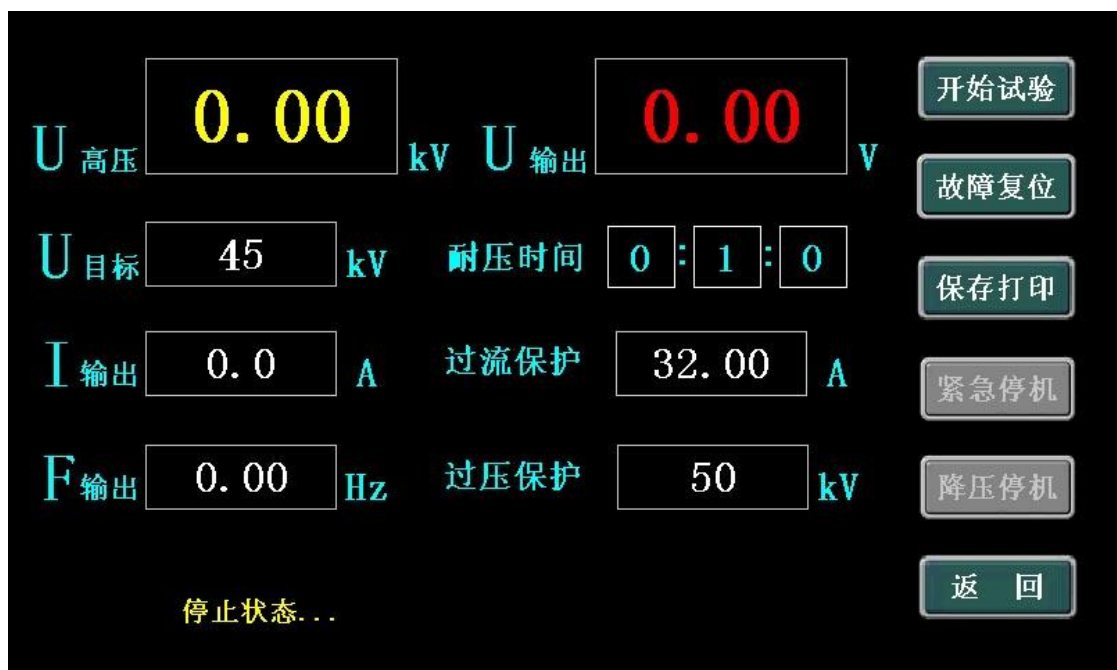 U高压 0.00 kV U输出 0.00 V
开始试验
故障复位
U目标 45 kV 耐压时间 0:1:0
保存打印
I输出 0.0 A 过流保护 32.00 A
紧急停机
F输出 0.00 Hz 过压保护 50 kV
降压停机
返 回
停止状态...